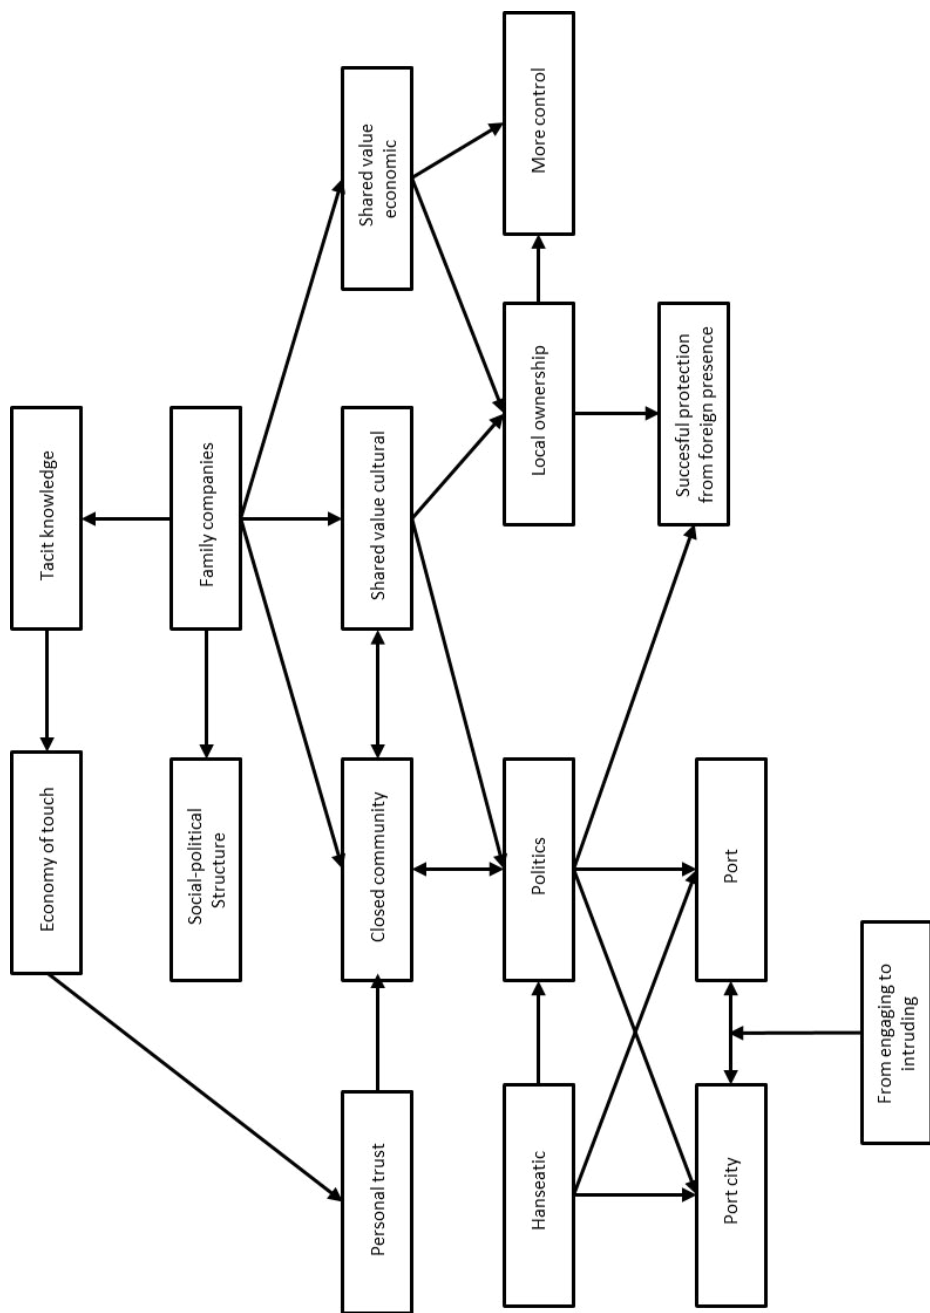 Economy of touch
Tacit knowledge
Social-political
Structure
Family companies
Personal trust
Closed community
Shared value cultural
Shared value
economic
Hanseatic
Politics
Local ownership
More control
Port city
Port
Succesful protection
from foreign presence
From engaging to
intruding